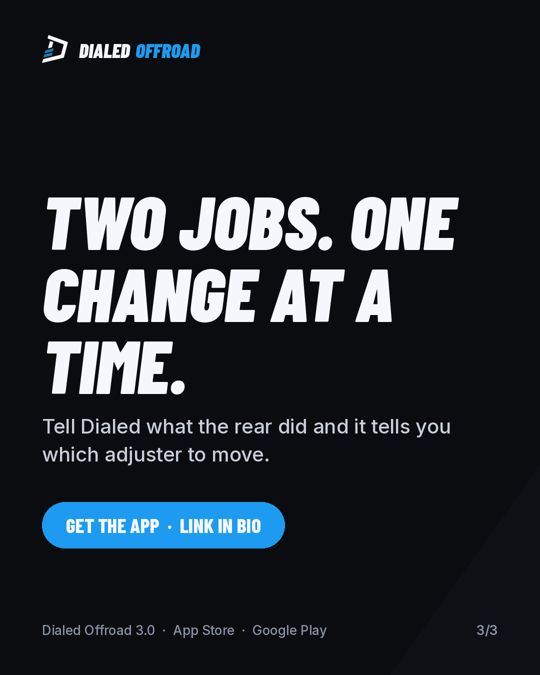 DIALED OFFROAD
TWO JOBS. ONE
CHANGE AT A
TIME.
Tell Dialed what the rear did and it tells you
which adjuster to move.
GET THE APP · LINK IN BIO
Dialed Offroad 3.0 · App Store · Google Play
3/3